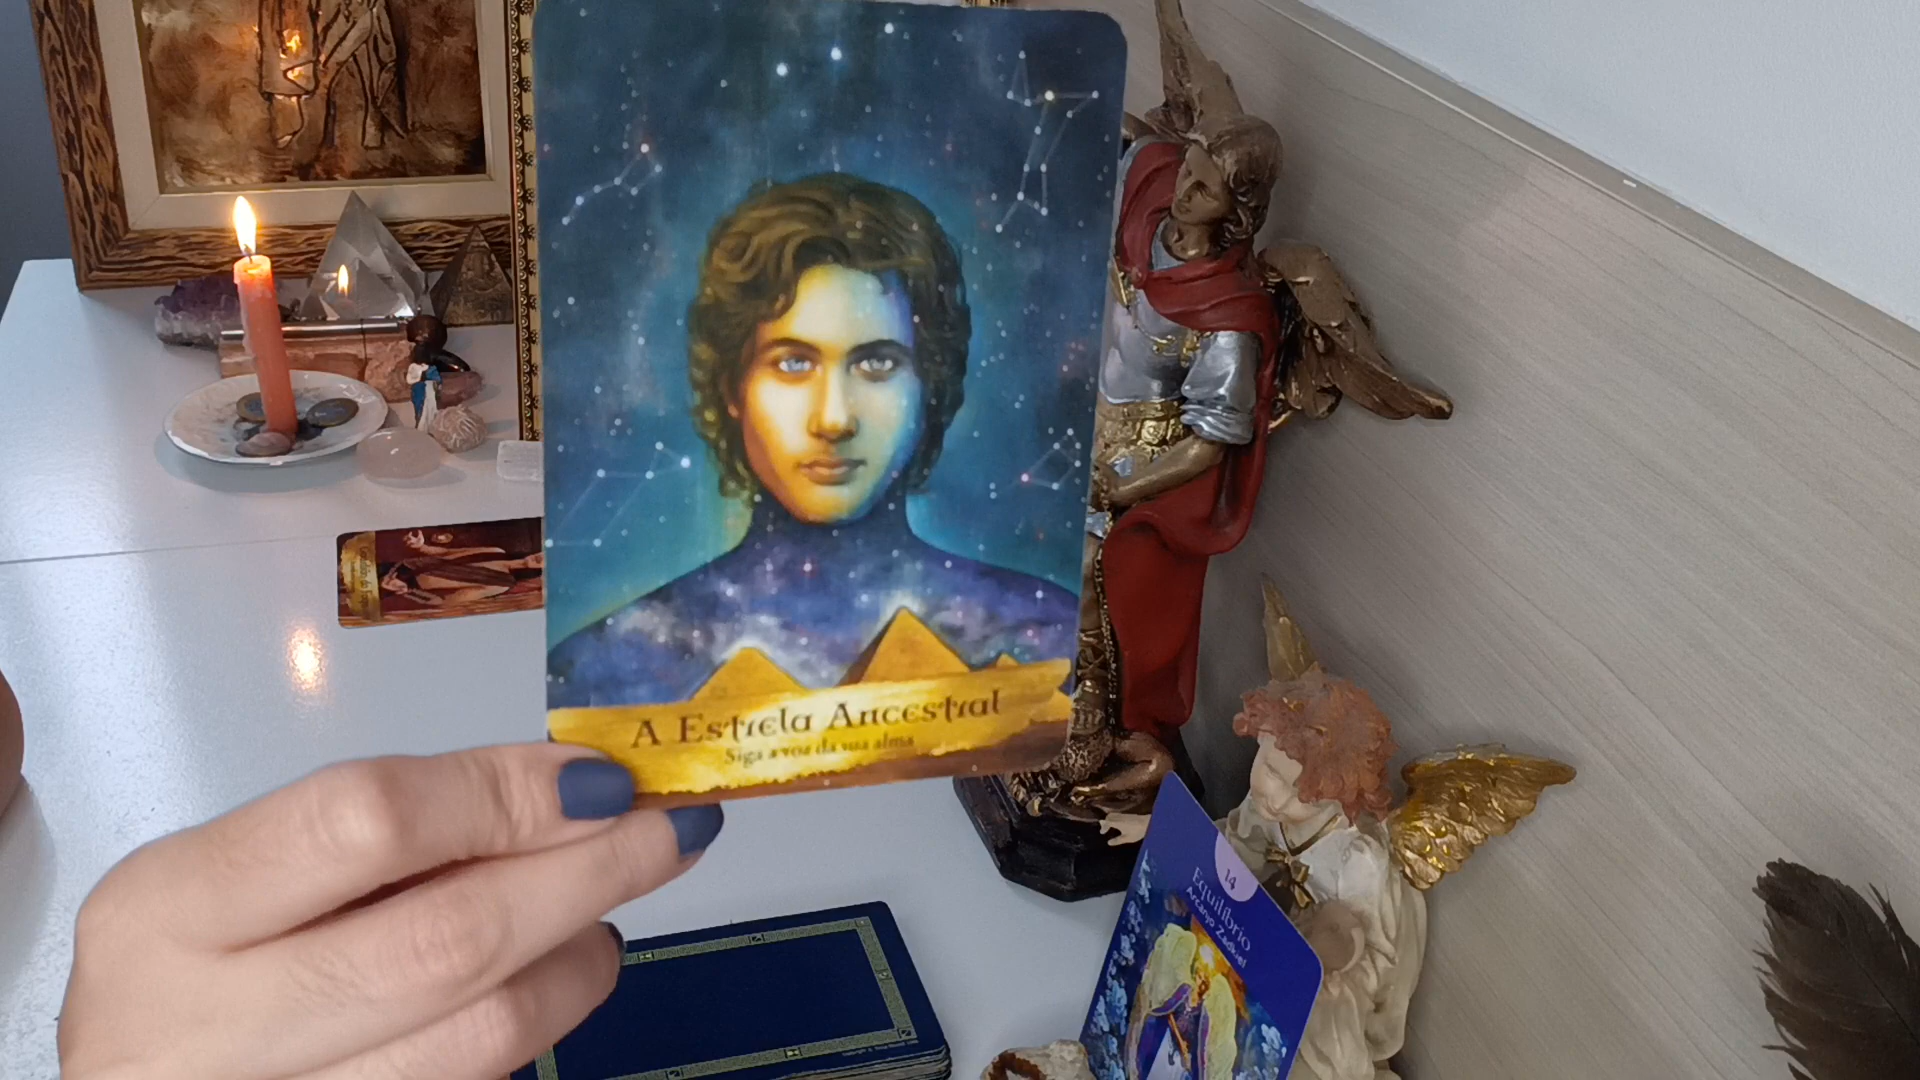 A Estrela Ancestral
Siga a voz da sua alma
14
Equilíbrio
Arcanjo Zadkiel